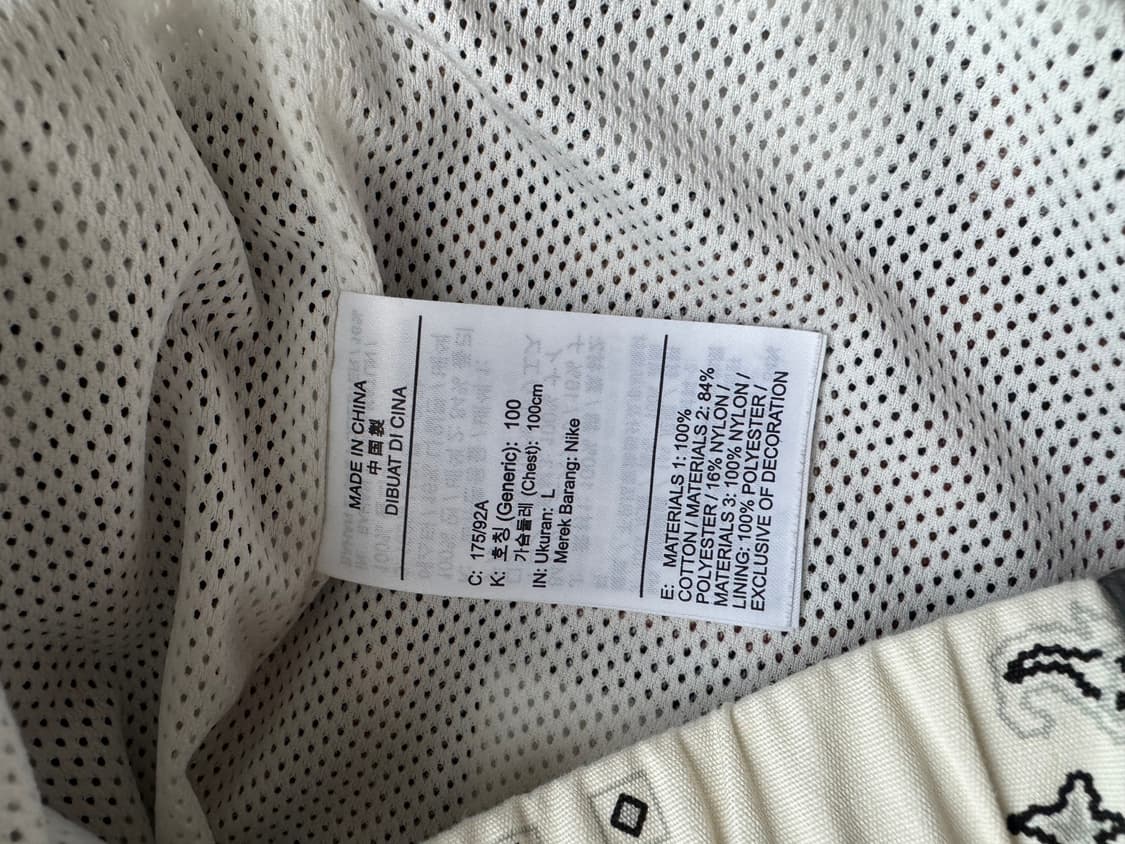 MADE IN CHINA
中国製
DIBUAT DI CINA
C: 175/92A
K: 호칭 (Generic): 100
가슴둘레 (Chest): 100cm
IN: Ukuran: L
Merek Barang: Nike
E: MATERIALS 1: 100%
COTTON / MATERIALS 2: 84%
POLYESTER / 16% NYLON /
MATERIALS 3: 100% NYLON /
LINING: 100% POLYESTER /
EXCLUSIVE OF DECORATION